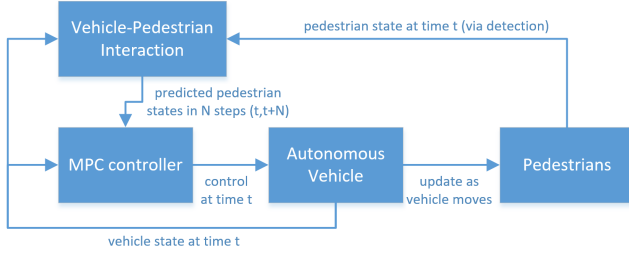 Vehicle-Pedestrian
Interaction
pedestrian state at time t (via detection)
predicted pedestrian
states in N steps (t,t+N)
MPC controller
control
at time t
Autonomous
Vehicle
update as
vehicle moves
Pedestrians
vehicle state at time t